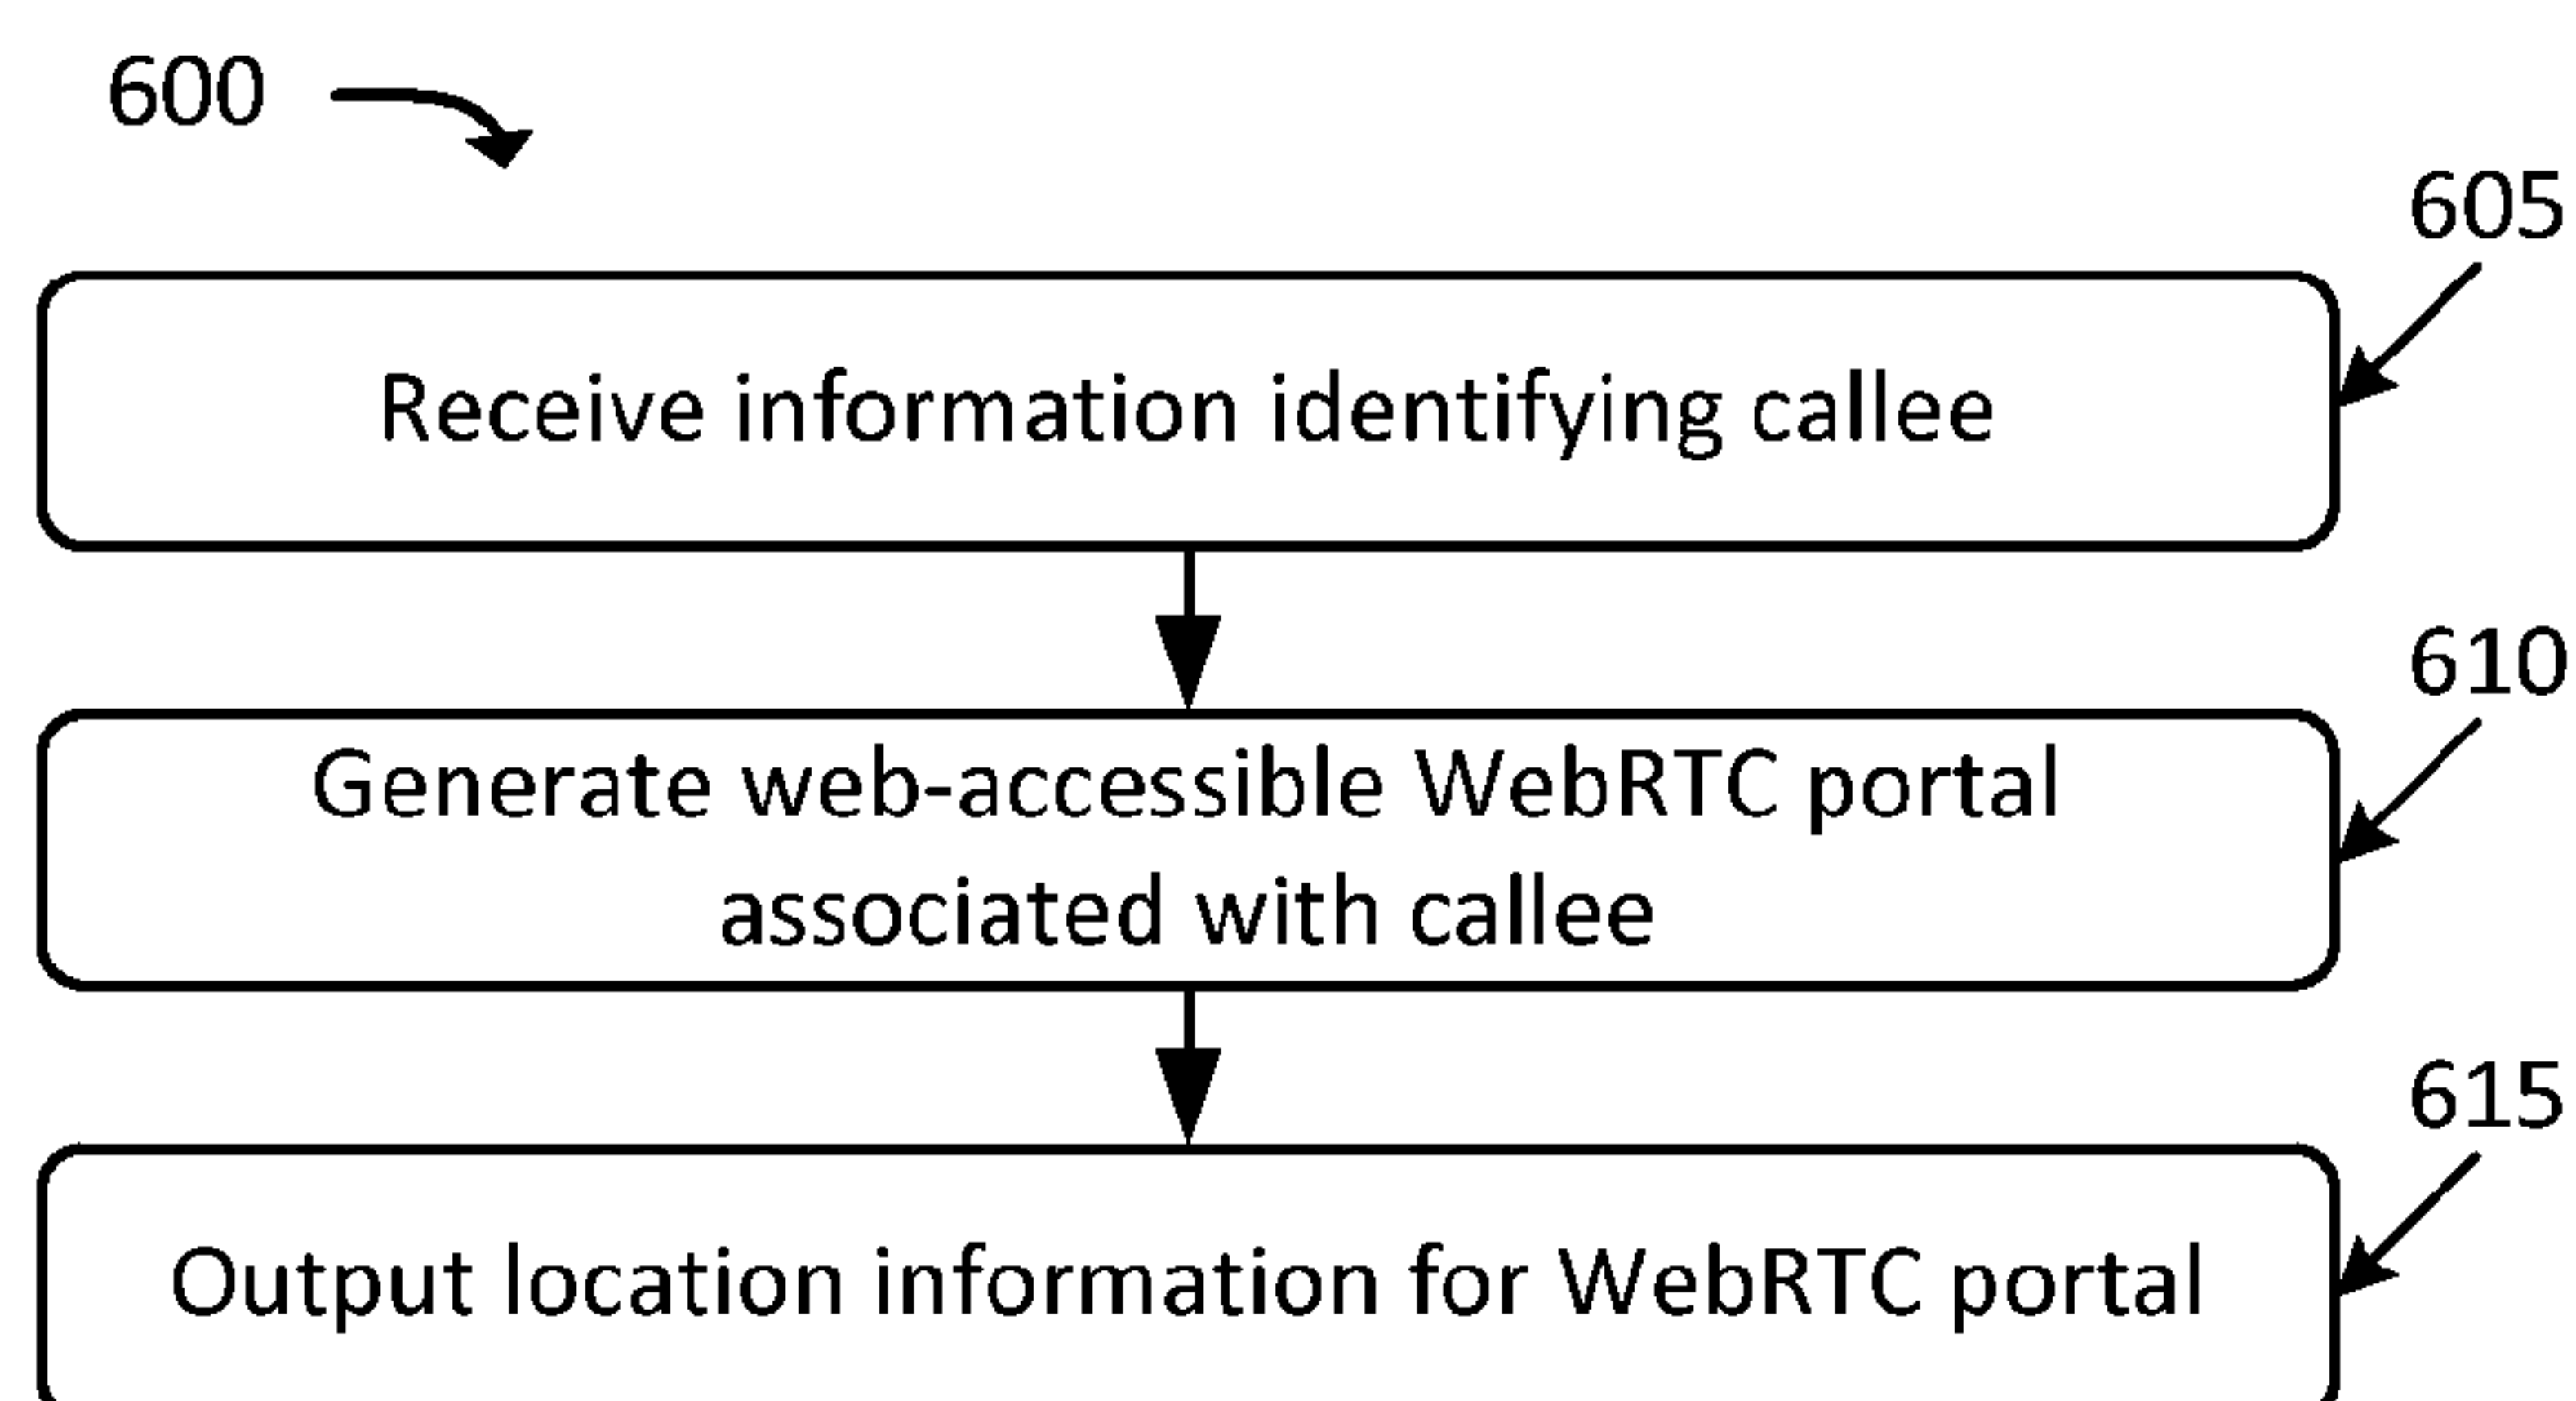 600
605
Receive information identifying callee
610
Generate web-accessible WebRTC portal
associated with callee
615
Output location information for WebRTC portal